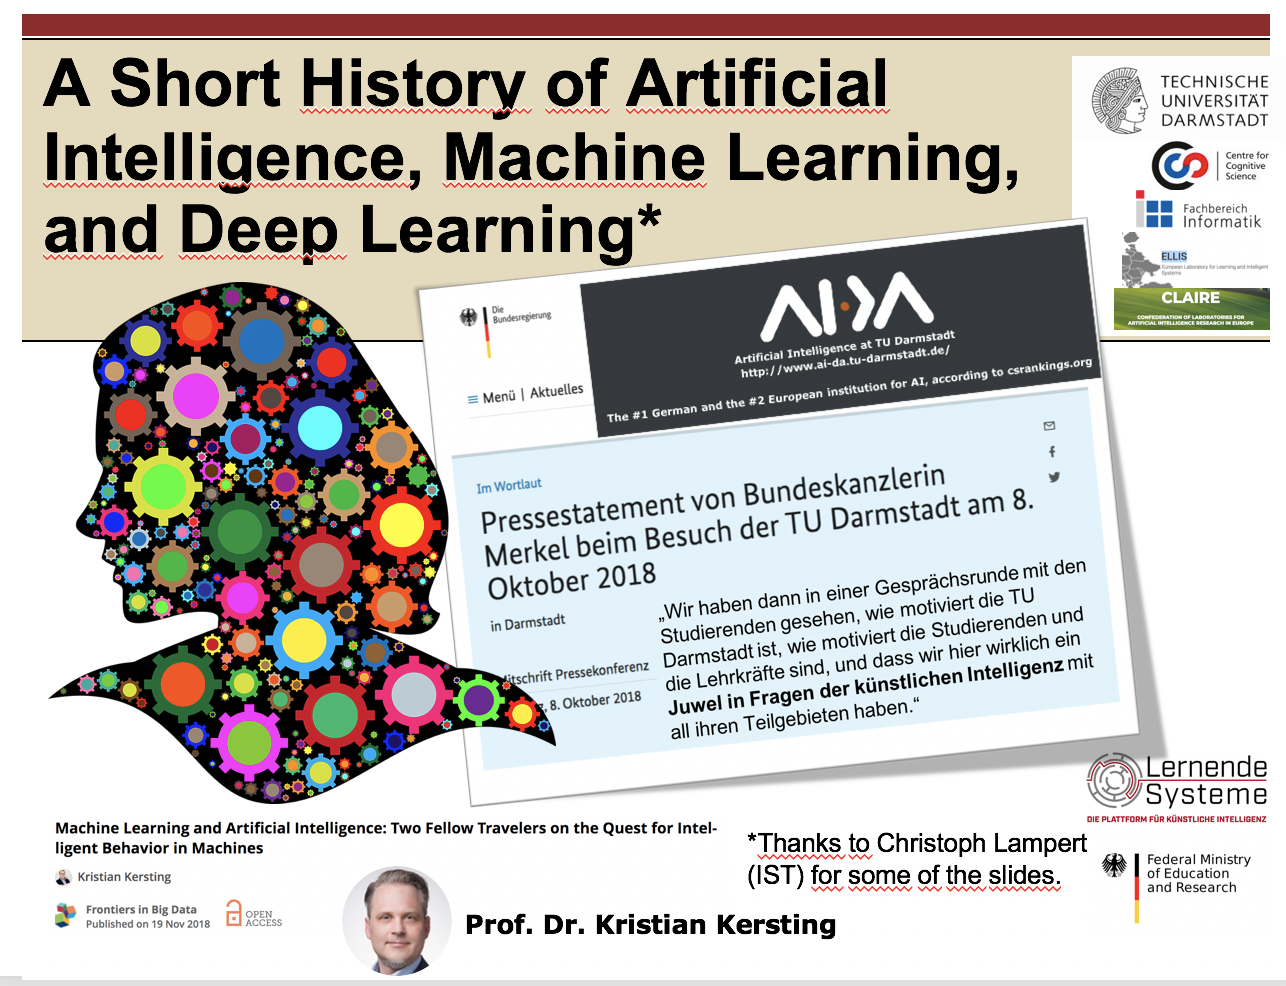 A Short History of Artificial
Intelligence, Machine Learning,
and Deep Learning*
TECHNISCHE
UNIVERSITÄT
DARMSTADT
Centre for
Cognitive
Science
Fachbereich
Informatik
ELLIS
European Laboratory for Learning and Intelligent
Systems
CLAIRE
CONFEDERATION OF LABORATORIES FOR
ARTIFICIAL INTELLIGENCE RESEARCH IN EUROPE
Die
Bundesregierung
Menü | Aktuelles
AIDA
Artificial Intelligence at TU Darmstadt
http://www.ai-da.tu-darmstadt.de/
The #1 German and the #2 European institution for AI, according to csrankings.org
Im Wortlaut
Pressestatement von Bundeskanzlerin
Merkel beim Besuch der TU Darmstadt am 8.
Oktober 2018
in Darmstadt
itschrift Pressekonferenz
g, 8. Oktober 2018
„Wir haben dann in einer Gesprächsrunde mit den
Studierenden gesehen, wie motiviert die TU
Darmstadt ist, wie motiviert die Studierenden und
die Lehrkräfte sind, und dass wir hier wirklich ein
Juwel in Fragen der künstlichen Intelligenz mit
all ihren Teilgebieten haben.“
Lernende
Systeme
DIE PLATTFORM FÜR KÜNSTLICHE INTELLIGENZ
Machine Learning and Artificial Intelligence: Two Fellow Travelers on the Quest for Intel-
ligent Behavior in Machines
Kristian Kersting
Frontiers in Big Data
Published on 19 Nov 2018
OPEN
ACCESS
*Thanks to Christoph Lampert
(IST) for some of the slides.
Federal Ministry
of Education
and Research
Prof. Dr. Kristian Kersting